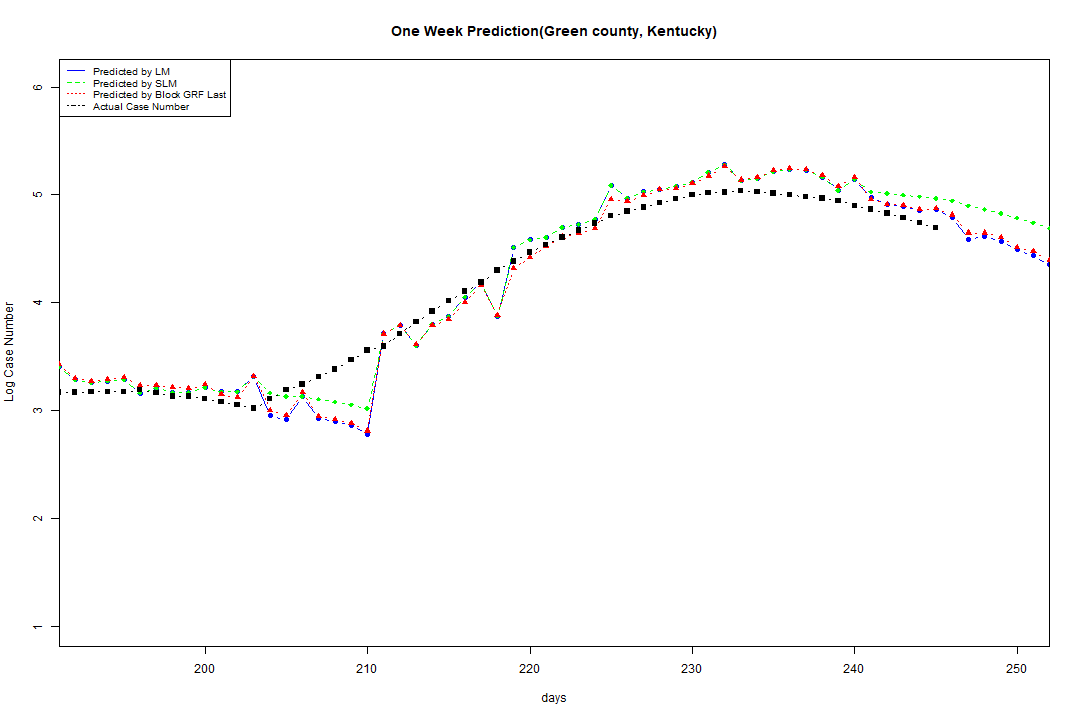 One Week Prediction(Green county, Kentucky)
Predicted by LM
Predicted by SLM
Predicted by Block GRF Last
Actual Case Number
6
5
4
3
2
1
Log Case Number
200 210 220 230 240 250
days